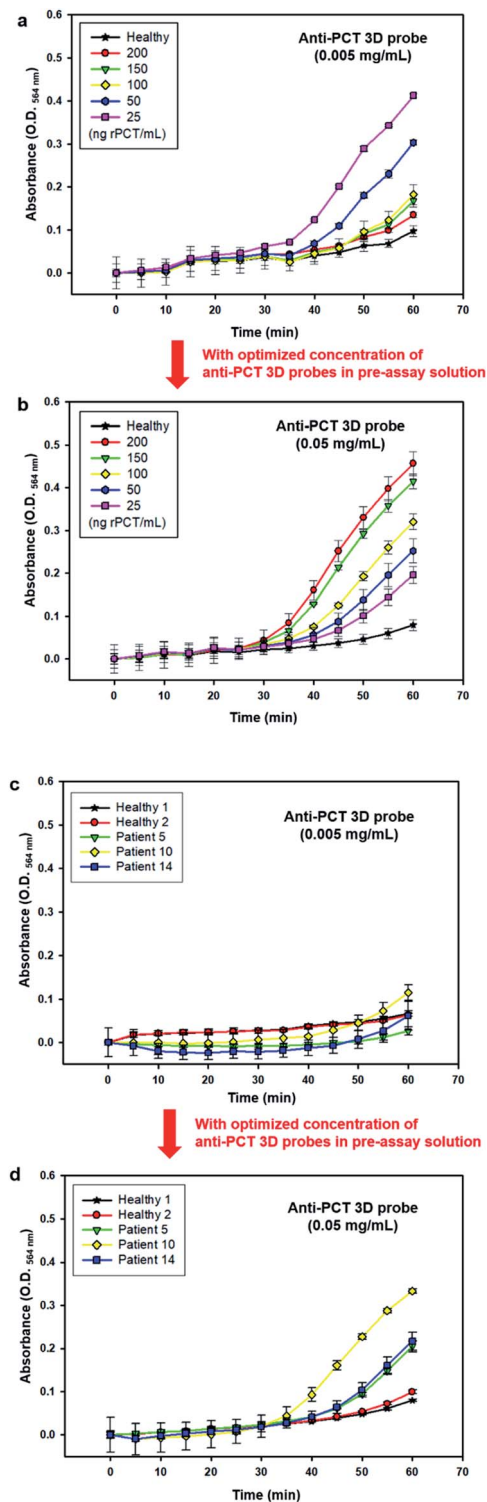 a
Healthy
200
150
100
50
25
(ng rPCT/mL)
Anti-PCT 3D probe
(0.005 mg/mL)
Absorbance (O.D. 564 nm)
0.6
0.5
0.4
0.3
0.2
0.1
0.0
0 10 20 30 40 50 60 70
Time (min)
With optimized concentration of
anti-PCT 3D probes in pre-assay solution
b
Healthy
200
150
100
50
25
(ng rPCT/mL)
Anti-PCT 3D probe
(0.05 mg/mL)
Absorbance (O.D. 564 nm)
0.6
0.5
0.4
0.3
0.2
0.1
0.0
0 10 20 30 40 50 60 70
Time (min)
c
Healthy 1
Healthy 2
Patient 5
Patient 10
Patient 14
Anti-PCT 3D probe
(0.005 mg/mL)
Absorbance (O.D. 564 nm)
0.6
0.5
0.4
0.3
0.2
0.1
0.0
0 10 20 30 40 50 60 70
Time (min)
With optimized concentration of
anti-PCT 3D probes in pre-assay solution
d
Healthy 1
Healthy 2
Patient 5
Patient 10
Patient 14
Anti-PCT 3D probe
(0.05 mg/mL)
Absorbance (O.D. 564 nm)
0.6
0.5
0.4
0.3
0.2
0.1
0.0
0 10 20 30 40 50 60 70
Time (min)